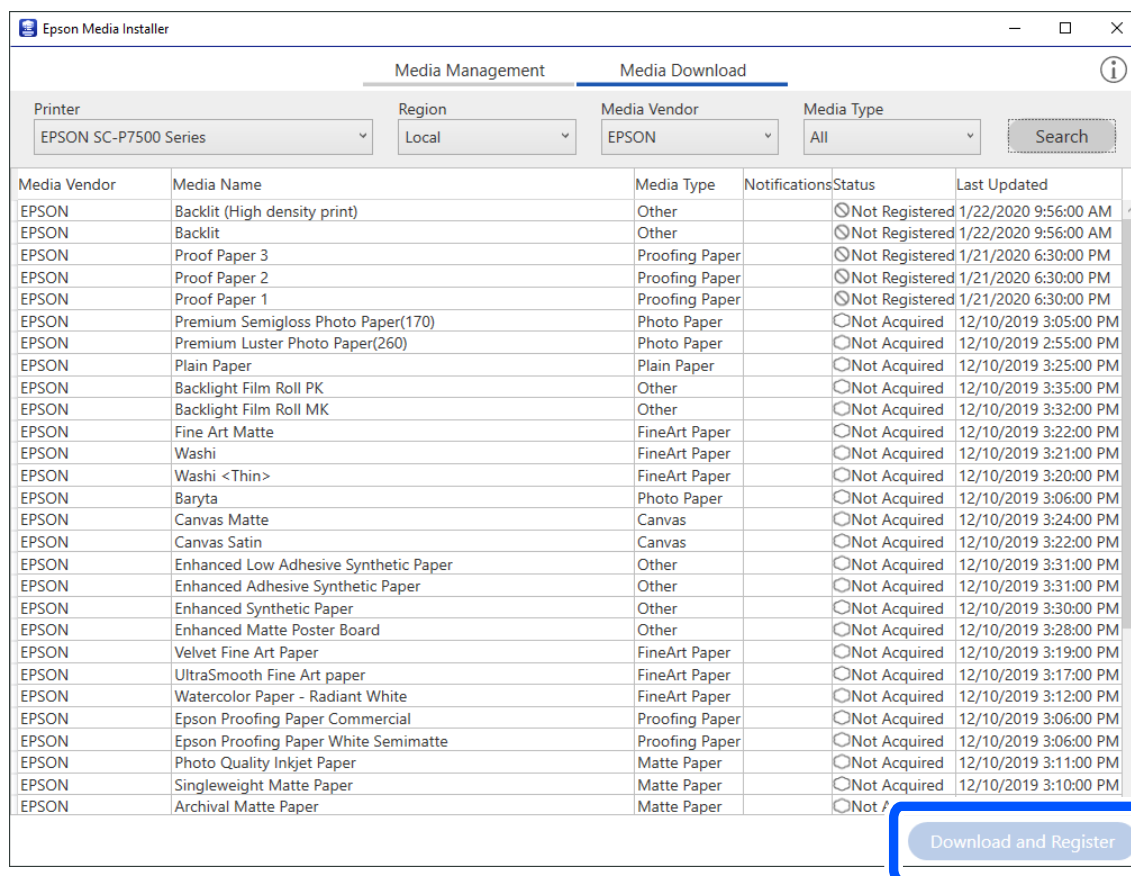 Epson Media Installer
Media Management Media Download
Printer Region Media Vendor Media Type
EPSON SC-P7500 Series Local EPSON All Search
Media Vendor Media Name Media Type Notifications Status Last Updated
EPSON Backlit (High density print) Other Not Registered 1/22/2020 9:56:00 AM
EPSON Backlit Other Not Registered 1/22/2020 9:56:00 AM
EPSON Proof Paper 3 Proofing Paper Not Registered 1/21/2020 6:30:00 PM
EPSON Proof Paper 2 Proofing Paper Not Registered 1/21/2020 6:30:00 PM
EPSON Proof Paper 1 Proofing Paper Not Registered 1/21/2020 6:30:00 PM
EPSON Premium Semigloss Photo Paper(170) Photo Paper Not Acquired 12/10/2019 3:05:00 PM
EPSON Premium Luster Photo Paper(260) Photo Paper Not Acquired 12/10/2019 2:55:00 PM
EPSON Plain Paper Plain Paper Not Acquired 12/10/2019 3:25:00 PM
EPSON Backlight Film Roll PK Other Not Acquired 12/10/2019 3:35:00 PM
EPSON Backlight Film Roll MK Other Not Acquired 12/10/2019 3:32:00 PM
EPSON Fine Art Matte FineArt Paper Not Acquired 12/10/2019 3:22:00 PM
EPSON Washi FineArt Paper Not Acquired 12/10/2019 3:21:00 PM
EPSON Washi <Thin> FineArt Paper Not Acquired 12/10/2019 3:20:00 PM
EPSON Baryta Photo Paper Not Acquired 12/10/2019 3:06:00 PM
EPSON Canvas Matte Canvas Not Acquired 12/10/2019 3:24:00 PM
EPSON Canvas Satin Canvas Not Acquired 12/10/2019 3:22:00 PM
EPSON Enhanced Low Adhesive Synthetic Paper Other Not Acquired 12/10/2019 3:31:00 PM
EPSON Enhanced Adhesive Synthetic Paper Other Not Acquired 12/10/2019 3:31:00 PM
EPSON Enhanced Synthetic Paper Other Not Acquired 12/10/2019 3:30:00 PM
EPSON Enhanced Matte Poster Board Other Not Acquired 12/10/2019 3:28:00 PM
EPSON Velvet Fine Art Paper FineArt Paper Not Acquired 12/10/2019 3:19:00 PM
EPSON UltraSmooth Fine Art paper FineArt Paper Not Acquired 12/10/2019 3:17:00 PM
EPSON Watercolor Paper - Radiant White FineArt Paper Not Acquired 12/10/2019 3:12:00 PM
EPSON Epson Proofing Paper Commercial Proofing Paper Not Acquired 12/10/2019 3:06:00 PM
EPSON Epson Proofing Paper White Semimatte Proofing Paper Not Acquired 12/10/2019 3:06:00 PM
EPSON Photo Quality Inkjet Paper Matte Paper Not Acquired 12/10/2019 3:11:00 PM
EPSON Singleweight Matte Paper Matte Paper Not Acquired 12/10/2019 3:10:00 PM
EPSON Archival Matte Paper Matte Paper Not
Download and Register